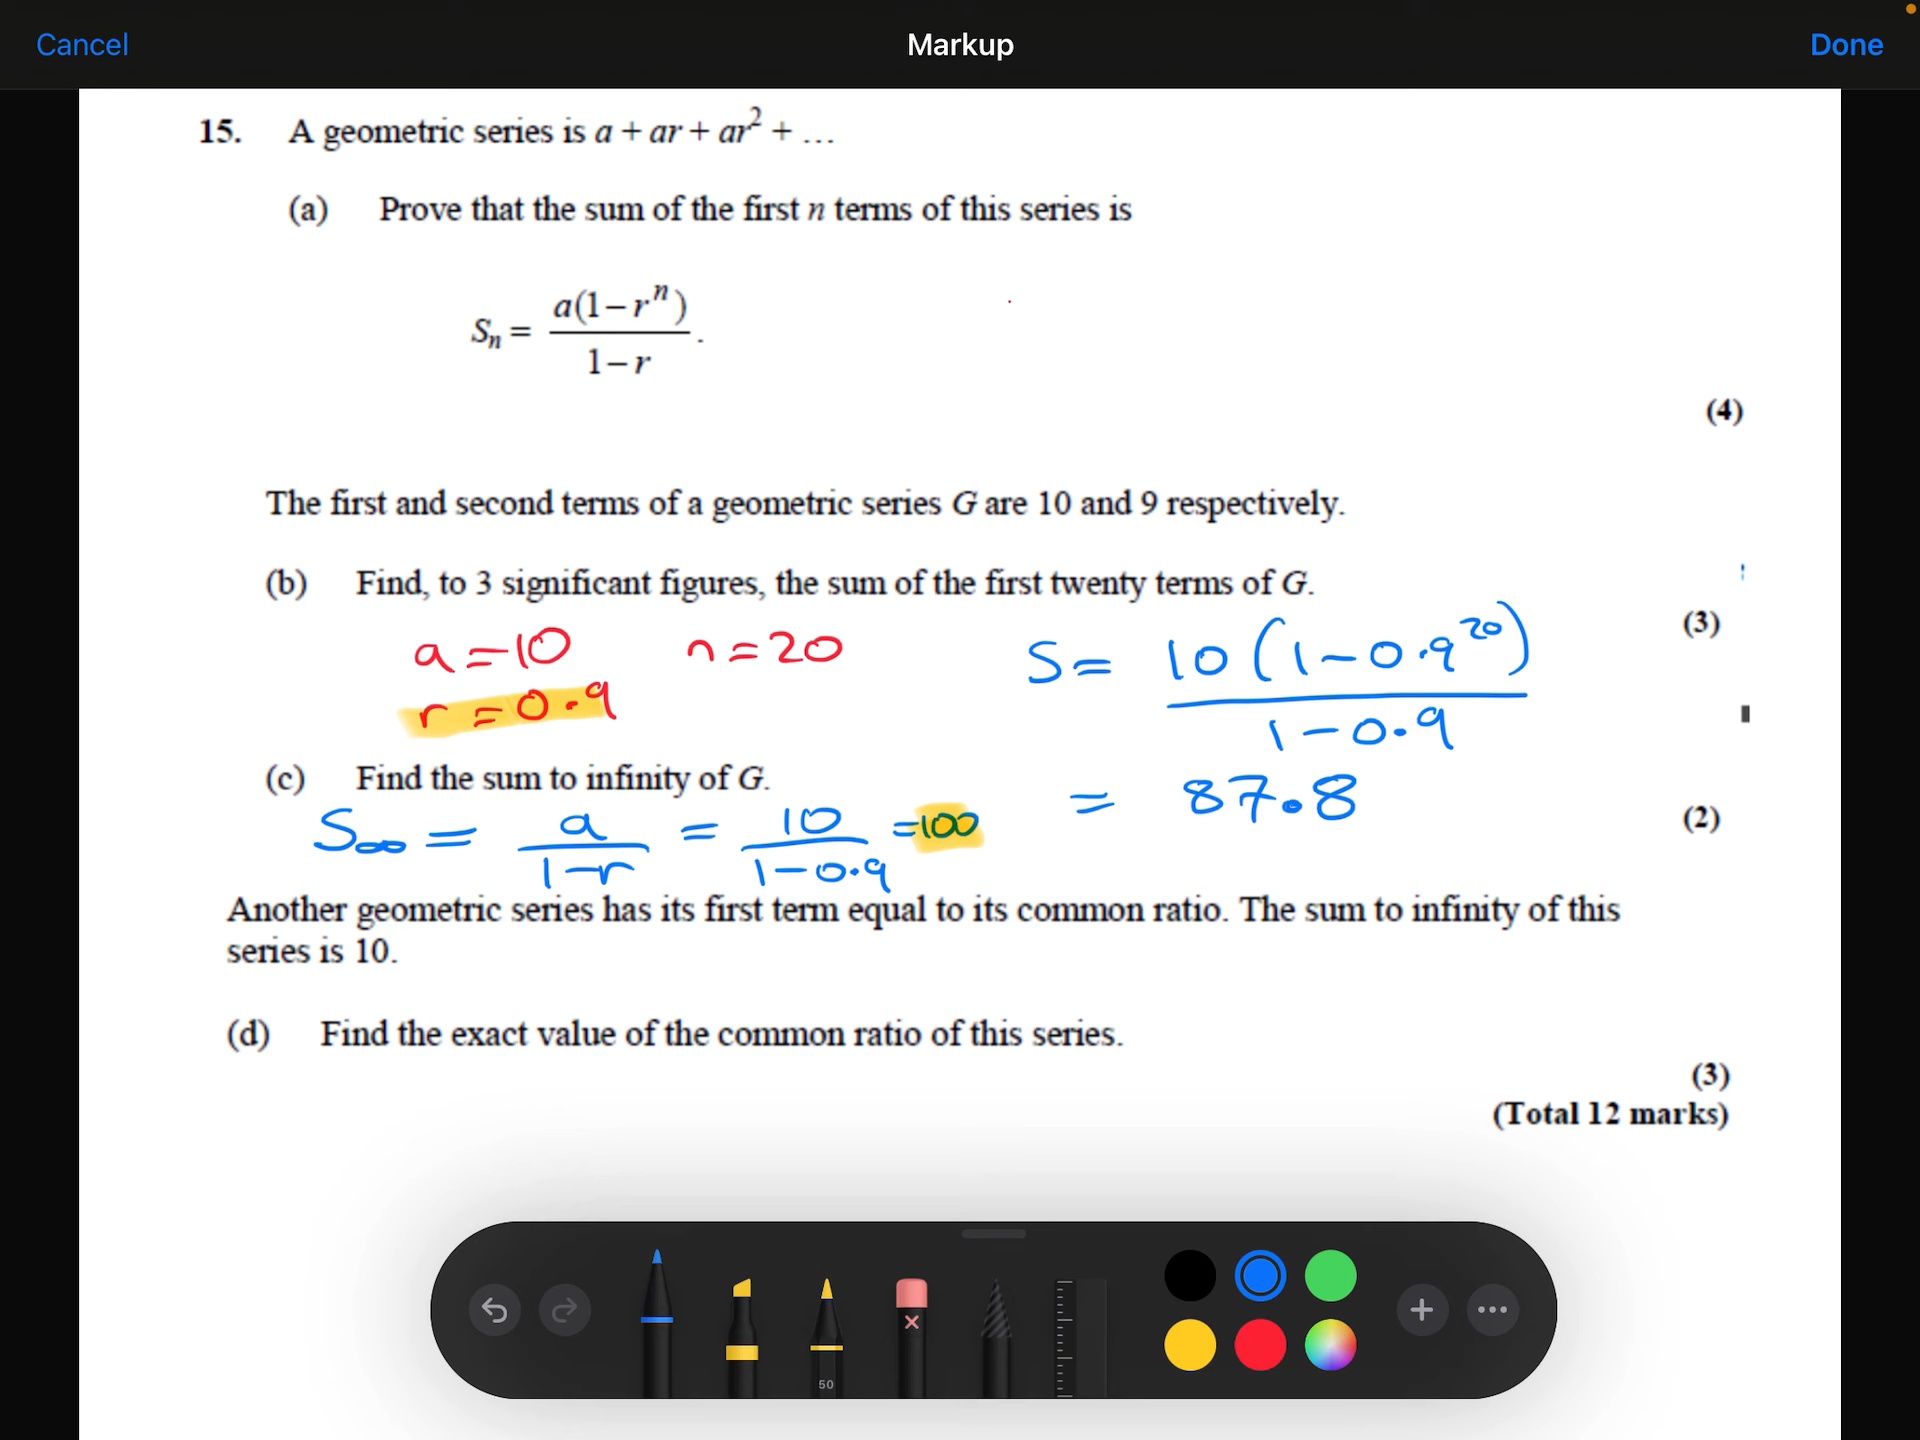 Cancel Markup Done
15. A geometric series is a + ar + ar² + ...
(a) Prove that the sum of the first n terms of this series is
Sₙ = a(1 – rⁿ) / 1 – r .
(4)
The first and second terms of a geometric series G are 10 and 9 respectively.
(b) Find, to 3 significant figures, the sum of the first twenty terms of G.
(3)
a = 10 n = 20
r = 0.9
S = 10(1 – 0.9²⁰) / 1 – 0.9
= 87.8
(c) Find the sum to infinity of G.
(2)
S∞ = a / 1 – r = 10 / 1 – 0.9 = 100
Another geometric series has its first term equal to its common ratio. The sum to infinity of this
series is 10.
(d) Find the exact value of the common ratio of this series.
(3)
(Total 12 marks)
50